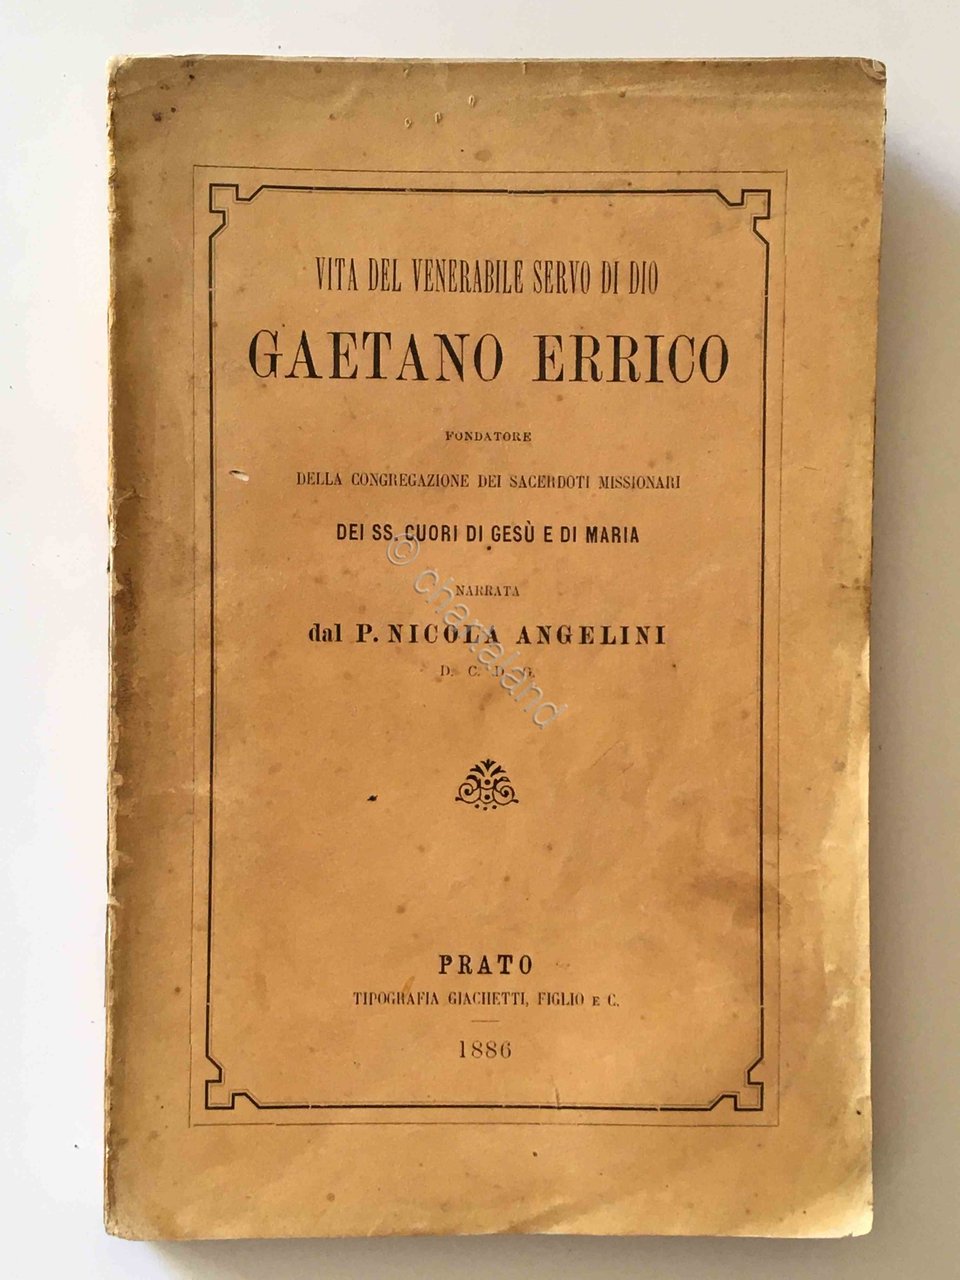 VITA DEL VENERABILE SERVO DI DIO
GAETANO ERRICO
FONDATORE
DELLA CONGREGAZIONE DEI SACERDOTI MISSIONARI
DEI SS. CUORI DI GESÙ E DI MARIA
NARRATA
dal P. NICOLA ANGELINI
D. C. D. G.
© chartaland
PRATO
TIPOGRAFIA GIACHETTI, FIGLIO E C.
1886